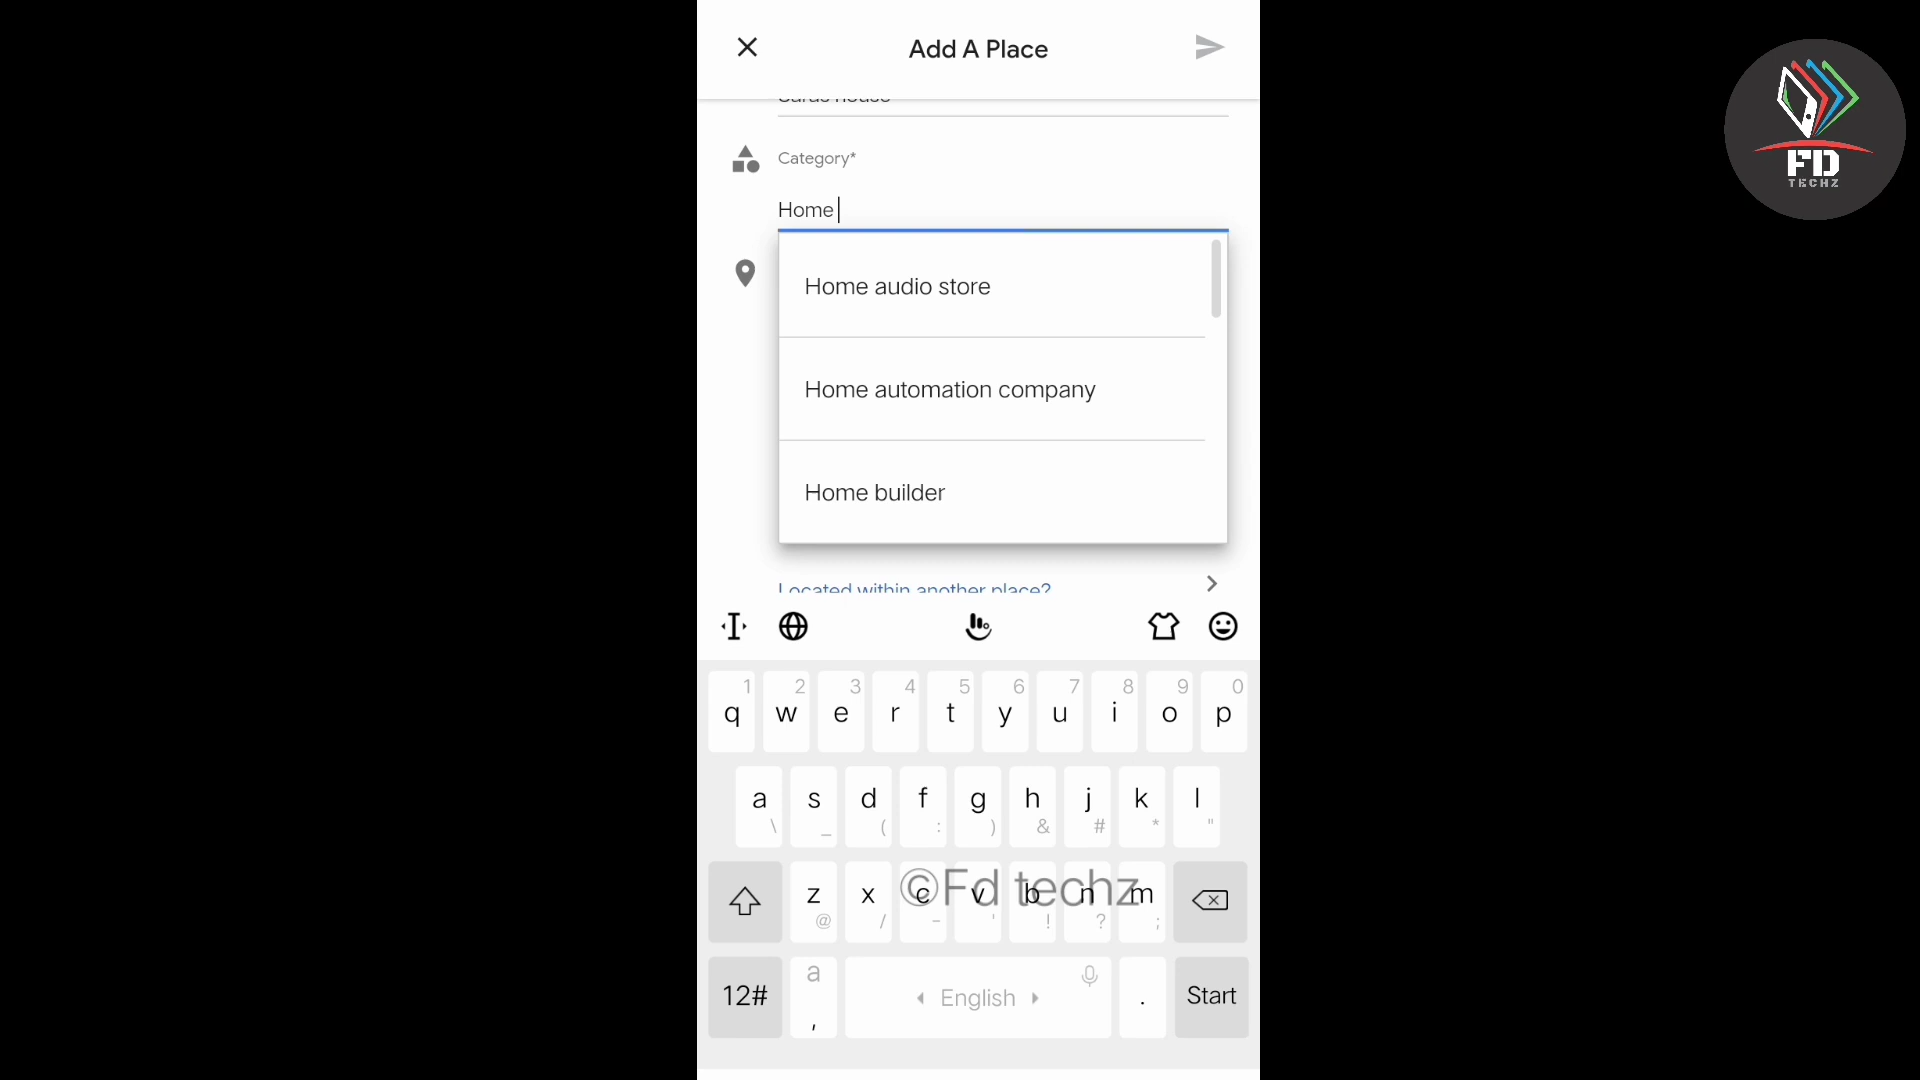 Add A Place
Category*
Home
Home audio store
Home automation company
Home builder
Located within another place?
1 2 3 4 5 6 7 8 9 0
q w e r t y u i o p
a s d f g h j k l
\ _ ( : ) & # * "
z x c v b n m
@ / - ' ! ? ;
©Fd techz
12# a , English . Start
FD
TECHZ